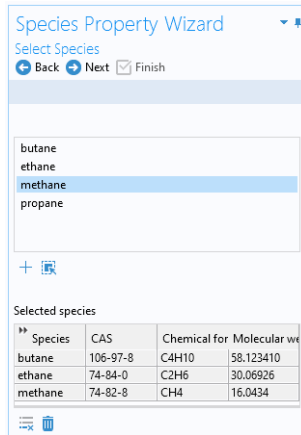 Species Property Wizard
Select Species
Back Next Finish
butane
ethane
methane
propane
Selected species
Species CAS Chemical for Molecular we
butane 106-97-8 C4H10 58.123410
ethane 74-84-0 C2H6 30.06926
methane 74-82-8 CH4 16.0434